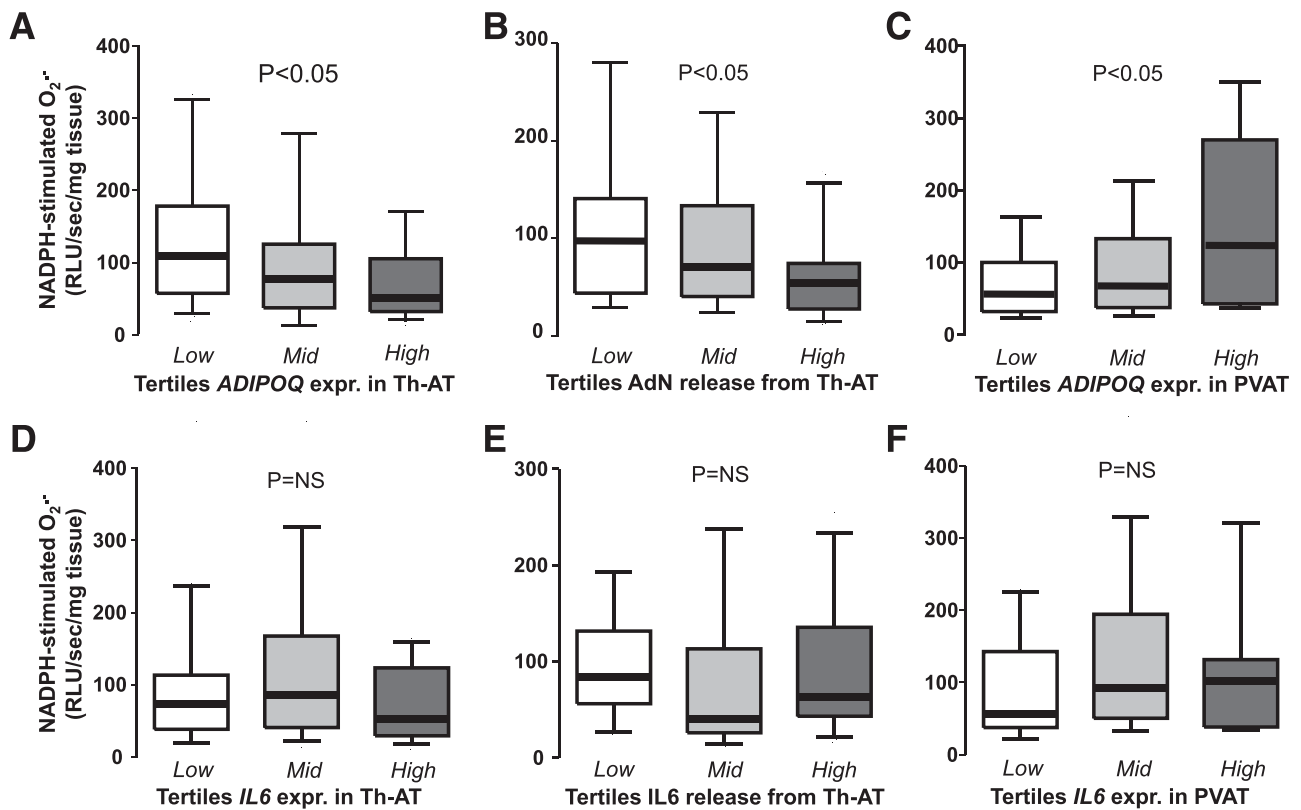 A
NADPH-stimulated O2·-
(RLU/sec/mg tissue)
400
300
200
100
0
P<0.05
Low Mid High
Tertiles ADIPOQ expr. in Th-AT
B
300
200
100
0
P<0.05
Low Mid High
Tertiles AdN release from Th-AT
C
400
300
200
100
0
P<0.05
Low Mid High
Tertiles ADIPOQ expr. in PVAT
D
NADPH-stimulated O2·-
(RLU/sec/mg tissue)
400
300
200
100
0
P=NS
Low Mid High
Tertiles IL6 expr. in Th-AT
E
300
200
100
0
P=NS
Low Mid High
Tertiles IL6 release from Th-AT
F
400
300
200
100
0
P=NS
Low Mid High
Tertiles IL6 expr. in PVAT